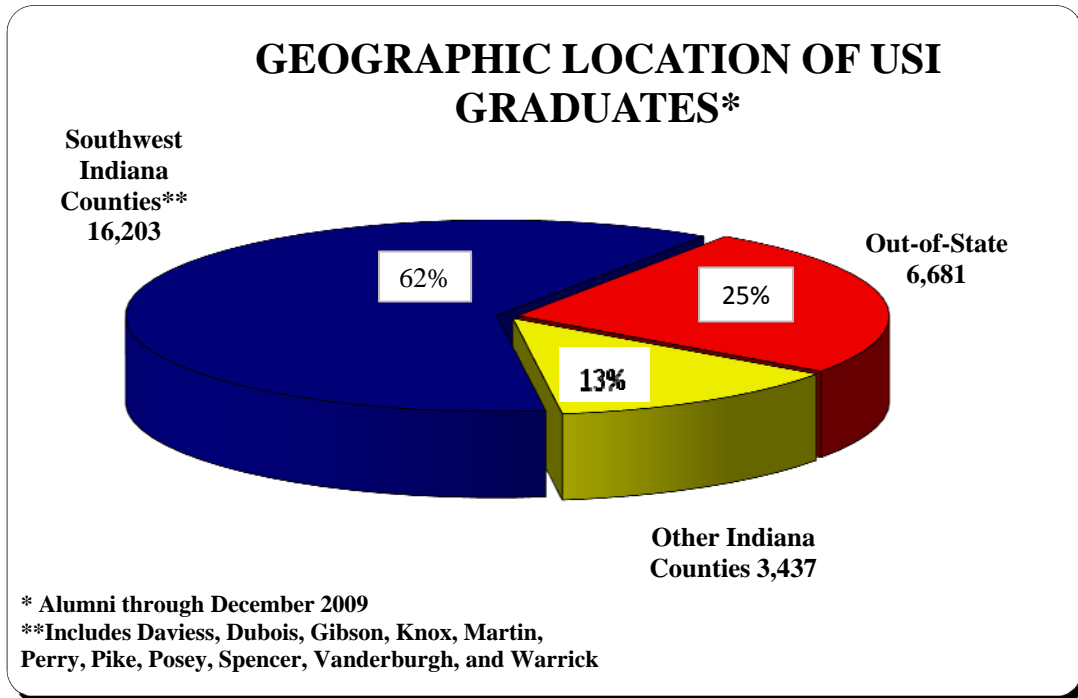 GEOGRAPHIC LOCATION OF USI
GRADUATES*
Southwest
Indiana
Counties**
16,203
Out-of-State
6,681
62%
25%
13%
Other Indiana
Counties 3,437
* Alumni through December 2009
**Includes Daviess, Dubois, Gibson, Knox, Martin,
Perry, Pike, Posey, Spencer, Vanderburgh, and Warrick